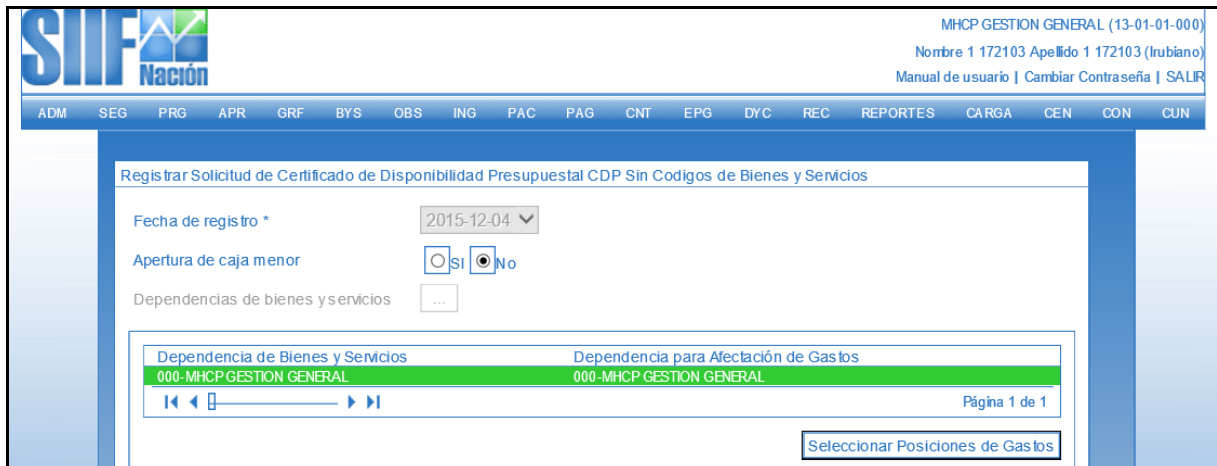 SIIF Nación
MHCP GESTION GENERAL (13-01-01-000)
Nombre 1 172103 Apellido 1 172103 (lrubiano)
Manual de usuario | Cambiar Contraseña | SALIR
ADM SEG PRG APR GRF BYS OBS ING PAC PAG CNT EPG DYC REC REPORTES CARGA CEN CON CUN
Registrar Solicitud de Certificado de Disponibilidad Presupuestal CDP Sin Codigos de Bienes y Servicios
Fecha de registro * 2015-12-04
Apertura de caja menor SI No
Dependencias de bienes y servicios ...
Dependencia de Bienes y Servicios Dependencia para Afectación de Gastos
000-MHCP GESTION GENERAL 000-MHCP GESTION GENERAL
Página 1 de 1
Seleccionar Posiciones de Gastos